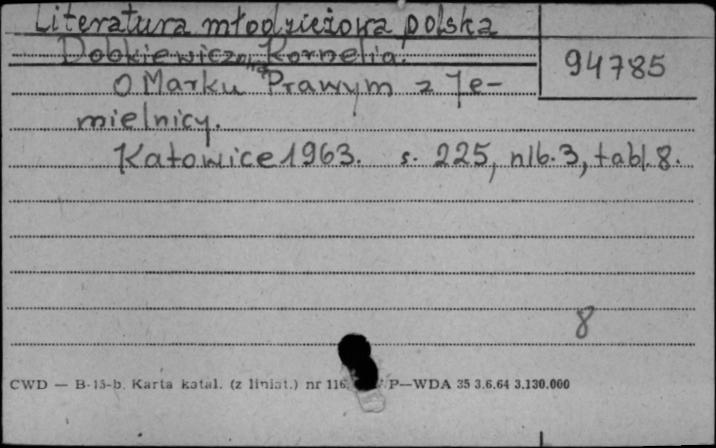 Literatura młodzieżowa polska
Dobkiewiczowa Kornelia.
94785
O Marku Prawym z Je-
mielnicy.
Katowice 1963. s. 225, nlb. 3, tabl. 8.
8
CWD — B-15-b. Karta katal. (z liniat.) nr 116 P—WDA 35 3.6.64 3.130.000